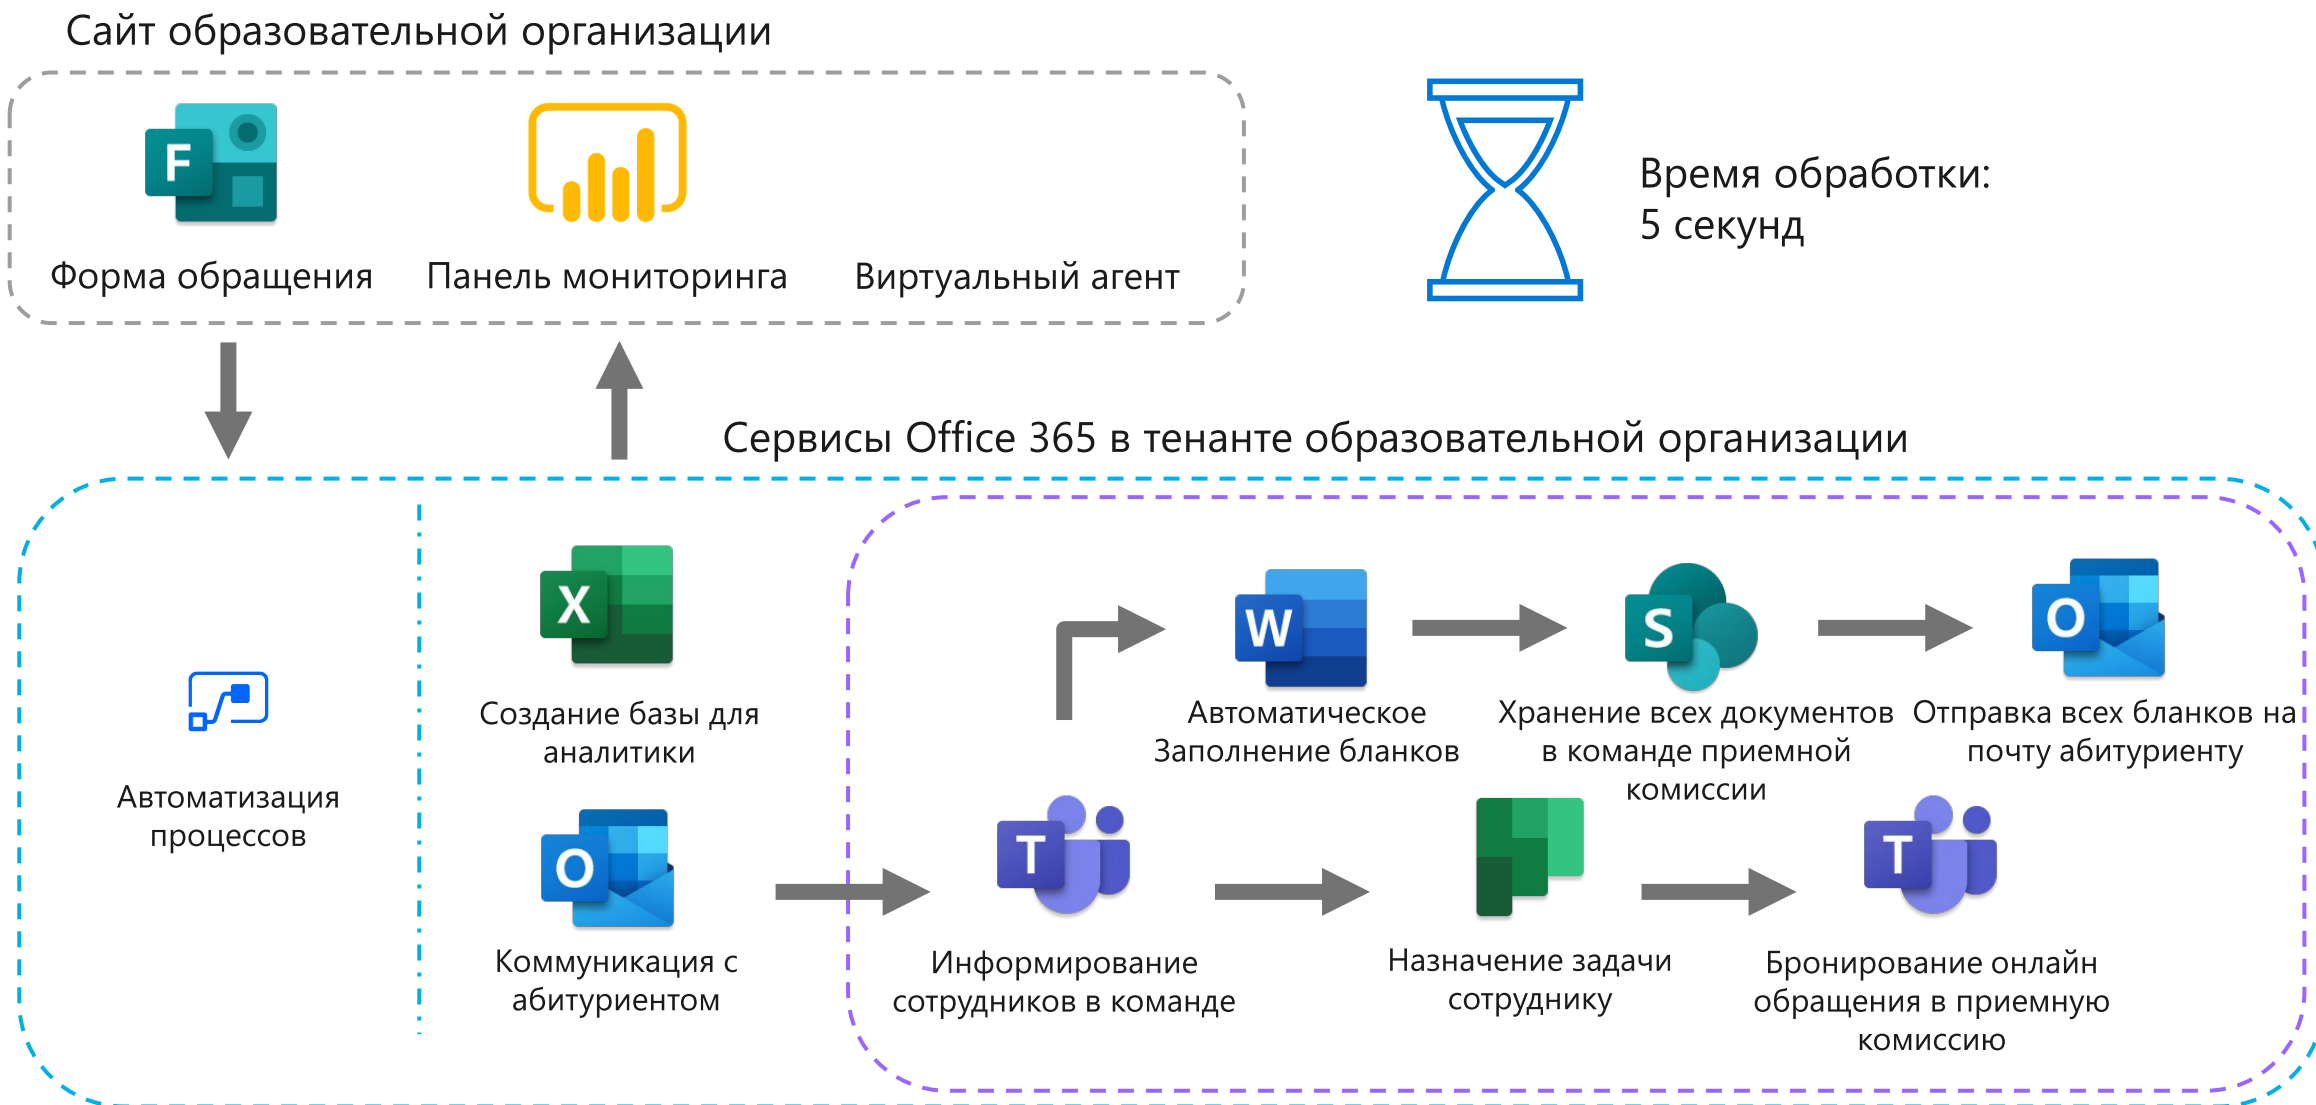 Сайт образовательной организации
F
Форма обращения
Панель мониторинга
Виртуальный агент
Время обработки:
5 секунд
Сервисы Office 365 в тенанте образовательной организации
Автоматизация
процессов
X
Создание базы для
аналитики
O
Коммуникация с
абитуриентом
W
Автоматическое
Заполнение бланков
S
Хранение всех документов
в команде приемной
комиссии
O
Отправка всех бланков на
почту абитуриенту
T
Информирование
сотрудников в команде
Назначение задачи
сотруднику
T
Бронирование онлайн
обращения в приемную
комиссию